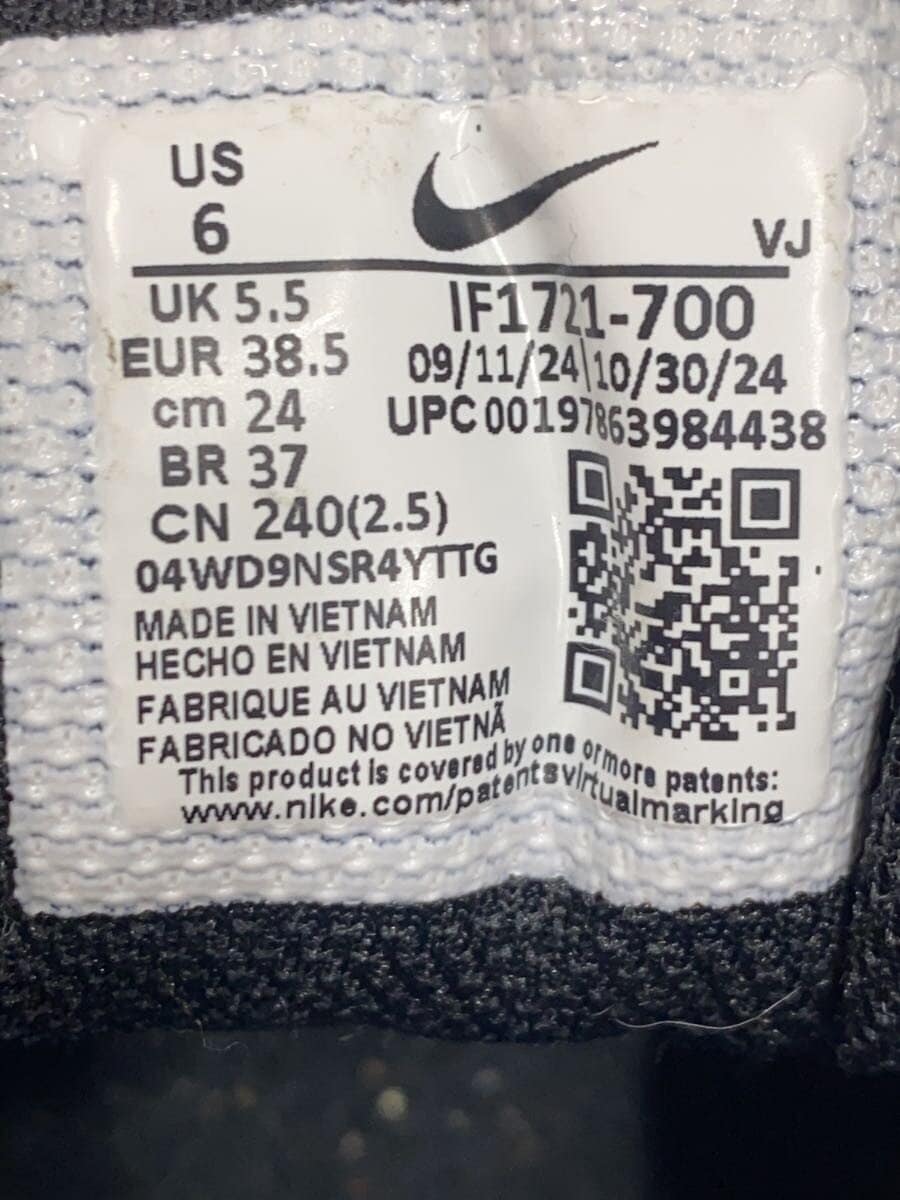 US
6
VJ
UK 5.5
EUR 38.5
cm 24
BR 37
CN 240(2.5)
IF1721-700
09/11/24 10/30/24
UPC00197863984438
04WD9NSR4YTTG
MADE IN VIETNAM
HECHO EN VIETNAM
FABRIQUE AU VIETNAM
FABRICADO NO VIETNÃ
This product is covered by one or more patents:
www.nike.com/patentsvirtualmarking